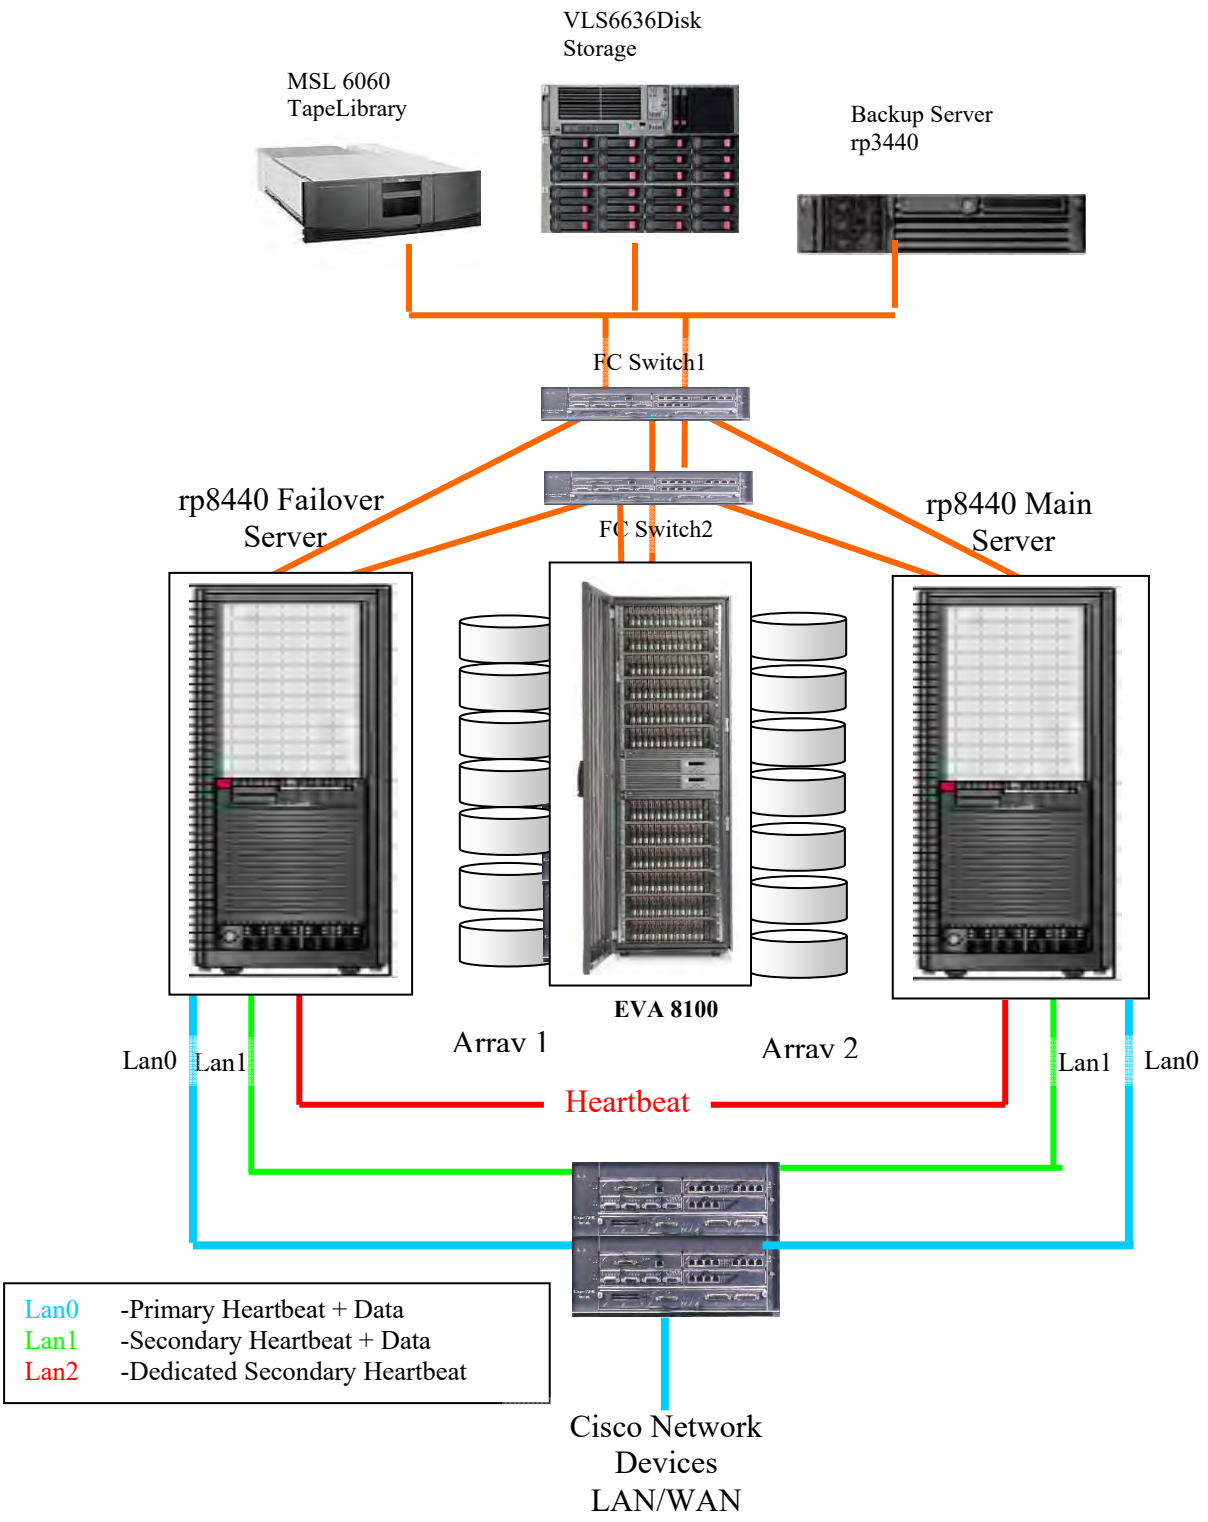 VLS6636Disk
Storage
MSL 6060
TapeLibrary
Backup Server
rp3440
FC Switch1
rp8440 Failover
Server
rp8440 Main
Server
FC Switch2
EVA 8100
Array 1
Array 2
Lan0
Lan1
Lan1
Lan0
Heartbeat
Lan0 -Primary Heartbeat + Data
Lan1 -Secondary Heartbeat + Data
Lan2 -Dedicated Secondary Heartbeat
Cisco Network
Devices
LAN/WAN